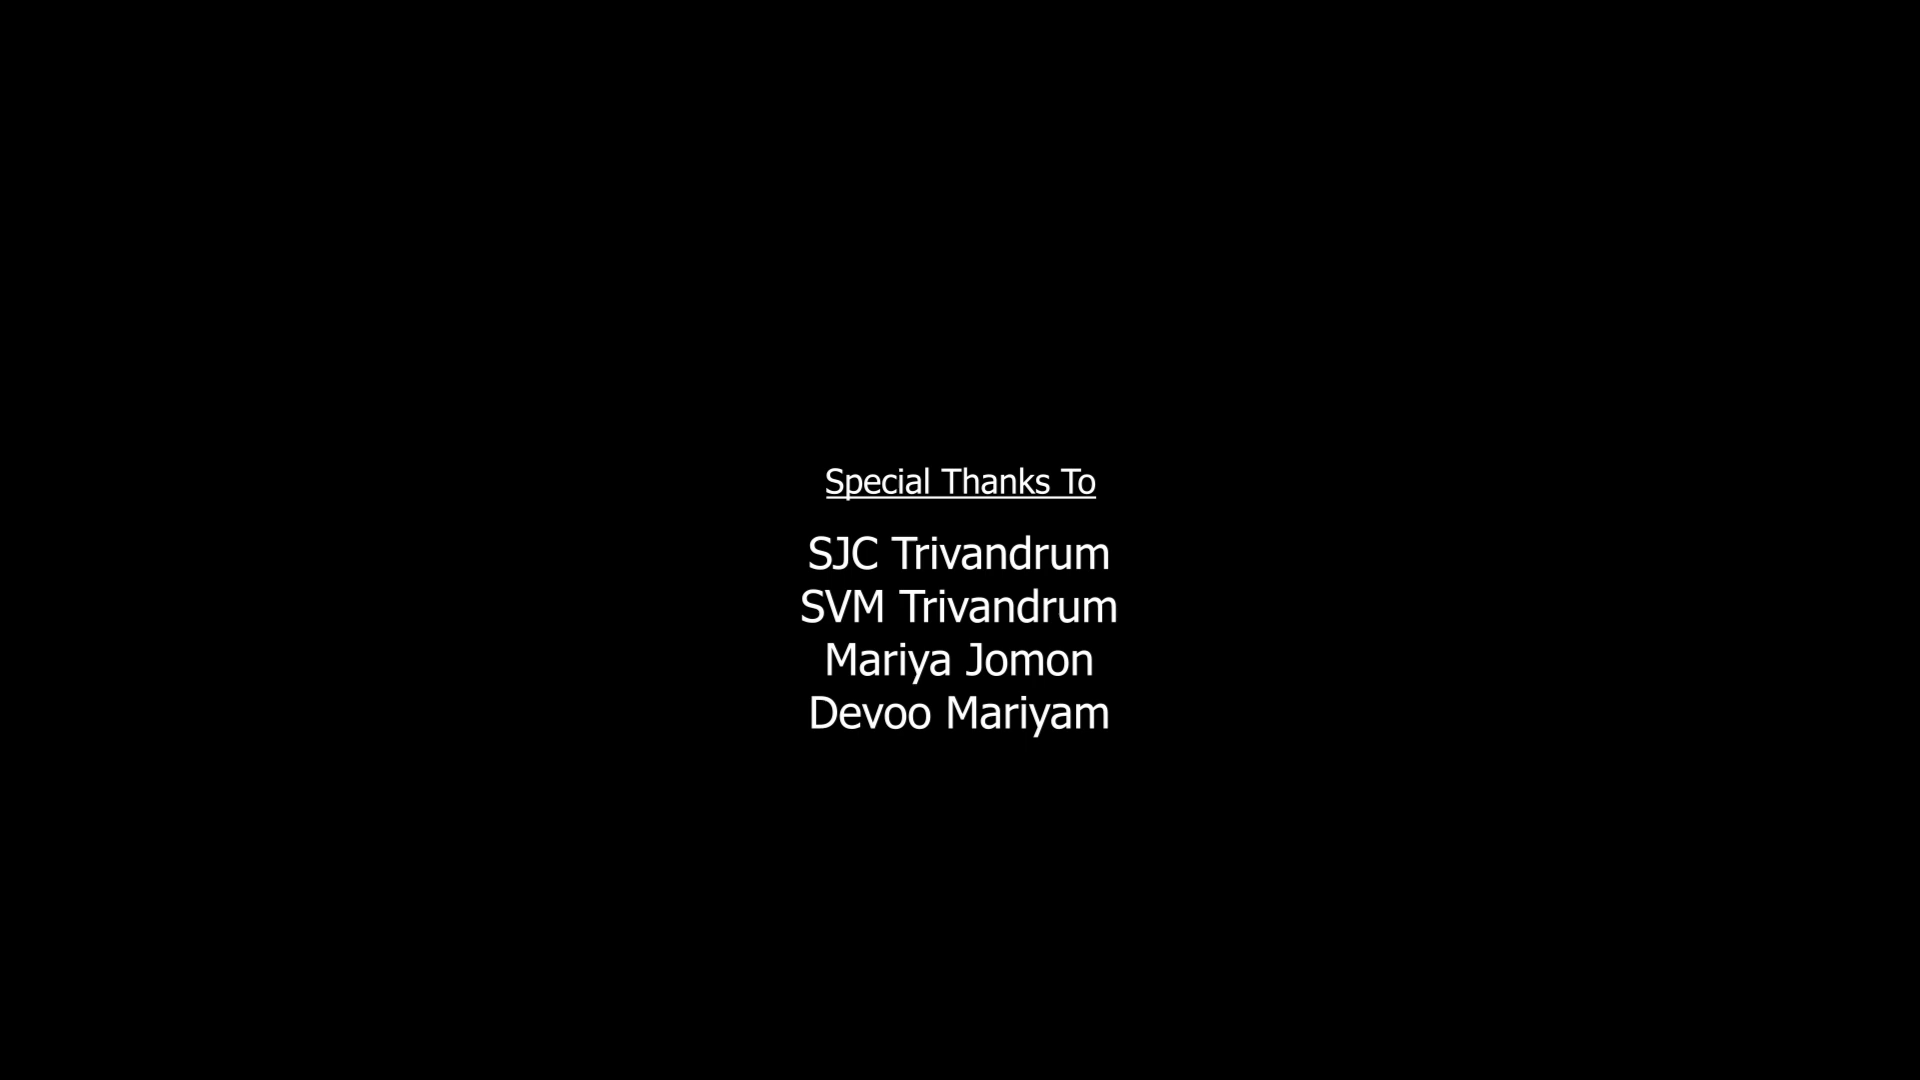 Special Thanks To
SJC Trivandrum
SVM Trivandrum
Mariya Jomon
Devoo Mariyam